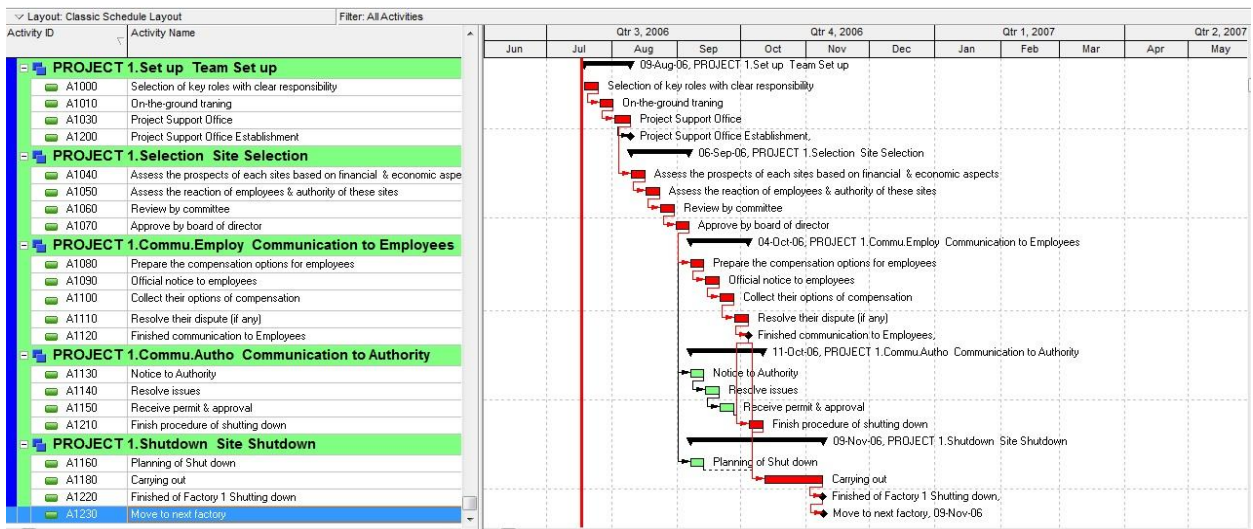 Layout: Classic Schedule Layout Filter: All Activities
Activity ID Activity Name
Qtr 3, 2006 Qtr 4, 2006 Qtr 1, 2007 Qtr 2, 2007
Jun Jul Aug Sep Oct Nov Dec Jan Feb Mar Apr May
PROJECT 1.Set up Team Set up 09-Aug-06, PROJECT 1.Set up Team Set up
A1000 Selection of key roles with clear responsibility Selection of key roles with clear responsibility
A1010 On-the-ground traning On-the-ground traning
A1030 Project Support Office Project Support Office
A1200 Project Support Office Establishment Project Support Office Establishment,
PROJECT 1.Selection Site Selection 06-Sep-06, PROJECT 1.Selection Site Selection
A1040 Assess the prospects of each sites based on financial & economic aspe Assess the prospects of each sites based on financial & economic aspects
A1050 Assess the reaction of employees & authority of these sites Assess the reaction of employees & authority of these sites
A1060 Review by committee Review by committee
A1070 Approve by board of director Approve by board of director
PROJECT 1.Commu.Employ Communication to Employees 04-Oct-06, PROJECT 1.Commu.Employ Communication to Employees
A1080 Prepare the compensation options for employees Prepare the compensation options for employees
A1090 Official notice to employees Official notice to employees
A1100 Collect their options of compensation Collect their options of compensation
A1110 Resolve their dispute (if any) Resolve their dispute (if any)
A1120 Finished communication to Employees Finished communication to Employees,
PROJECT 1.Commu.Autho Communication to Authority 11-Oct-06, PROJECT 1.Commu.Autho Communication to Authority
A1130 Notice to Authority Notice to Authority
A1140 Resolve issues Resolve issues
A1150 Receive permit & approval Receive permit & approval
A1210 Finish procedure of shutting down Finish procedure of shutting down
PROJECT 1.Shutdown Site Shutdown 09-Nov-06, PROJECT 1.Shutdown Site Shutdown
A1160 Planning of Shut down Planning of Shut down
A1180 Carrying out Carrying out
A1220 Finished of Factory 1 Shutting down Finished of Factory 1 Shutting down,
A1230 Move to next factory Move to next factory, 09-Nov-06